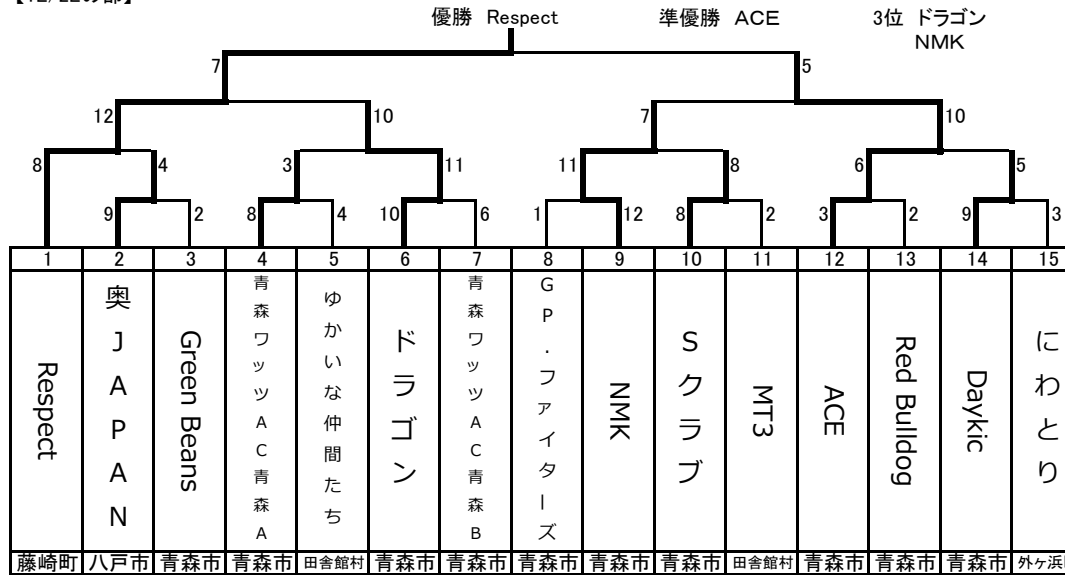 優勝 Respect 準優勝 ACE 3位 ドラゴン
NMK
7 5
12 10 7 10
8 4 3 11 11 8 6 5
9 2 8 4 10 6 1 12 8 2 3 2 9 3
1 2 3 4 5 6 7 8 9 10 11 12 13 14 15
Respect
奥JAPAN
Green Beans
青森ワッツAC青森A
ゆかいな仲間たち
ドラゴン
青森ワッツAC青森B
GP.ファイターズ
NMK
Sクラブ
MT3
ACE
Red Bulldog
Daykic
にわとり
藤崎町 八戸市 青森市 青森市 田舎館村 青森市 青森市 青森市 青森市 青森市 田舎館村 青森市 青森市 青森市 外ヶ浜